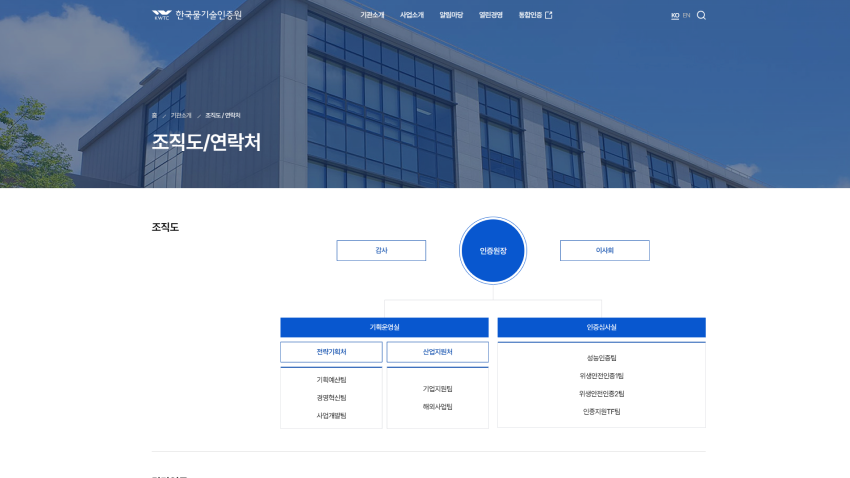 KWTC 한국물기술인증원
기관소개 사업소개 알림마당 열린경영 통합인증
KO EN
기관소개 조직도 / 연락처
조직도/연락처
조직도
감사 인증원장 이사회
기획운영실 인증심사실
전략기획처 산업지원처
기획예산팀
경영혁신팀
사업개발팀
기업지원팀
해외사업팀
성능인증팀
위생안전인증1팀
위생안전인증2팀
인증지원TF팀